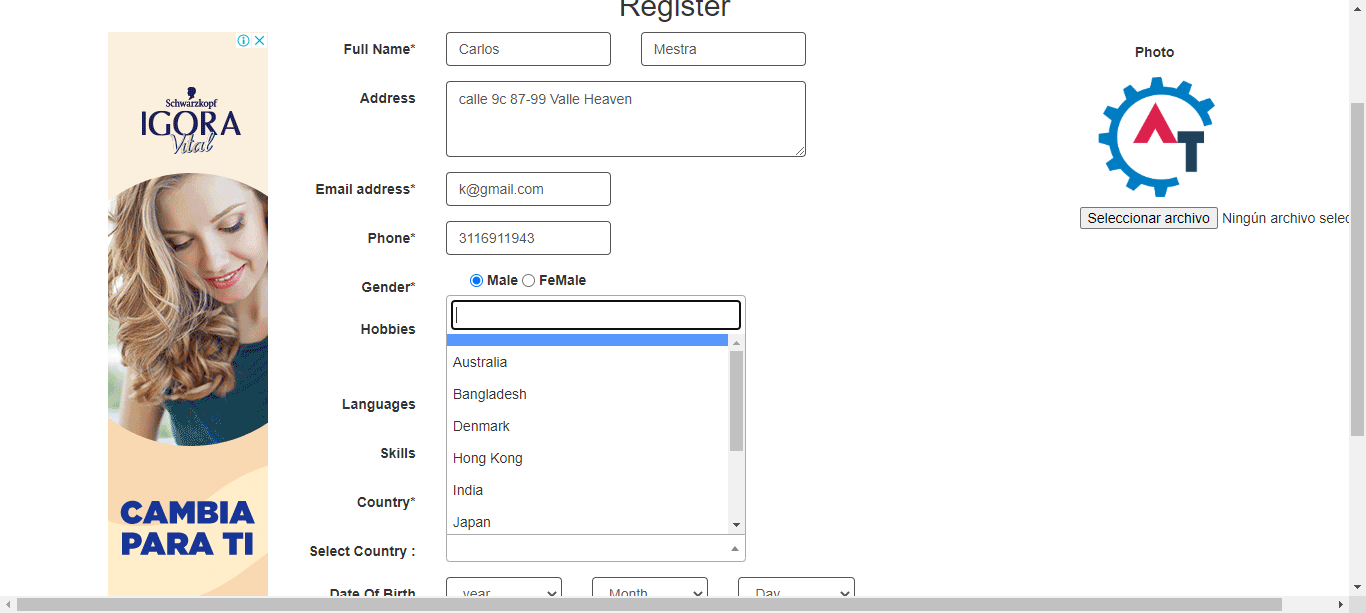 Register
Schwarzkopf
IGORA
Vital
CAMBIA
PARA TI
Full Name* Carlos Mestra
Address calle 9c 87-99 Valle Heaven
Email address* k@gmail.com
Phone* 3116911943
Gender* Male FeMale
Hobbies
Australia
Bangladesh
Languages
Denmark
Skills
Hong Kong
India
Country*
Japan
Select Country :
Date Of Birth year Month Day
Photo
AT
Seleccionar archivo Ningún archivo selec